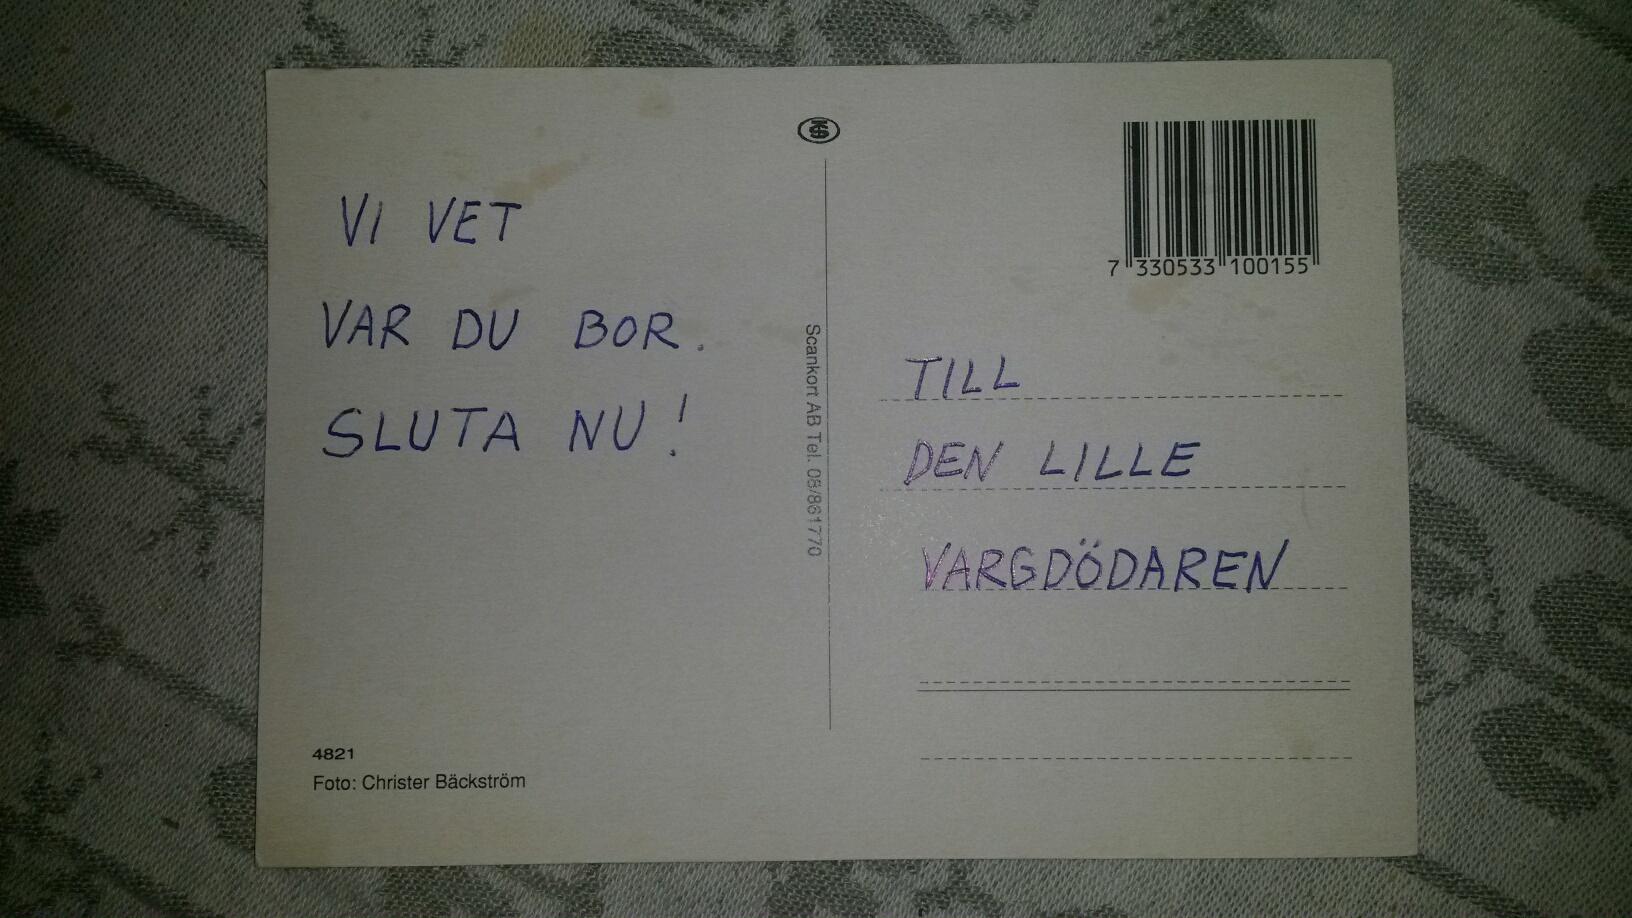 VI VET
VAR DU BOR.
SLUTA NU!
4821
Foto: Christer Bäckström
Scankort AB Tel. 08/861770
7 330533 100155
TILL
DEN LILLE
VARGDÖDAREN